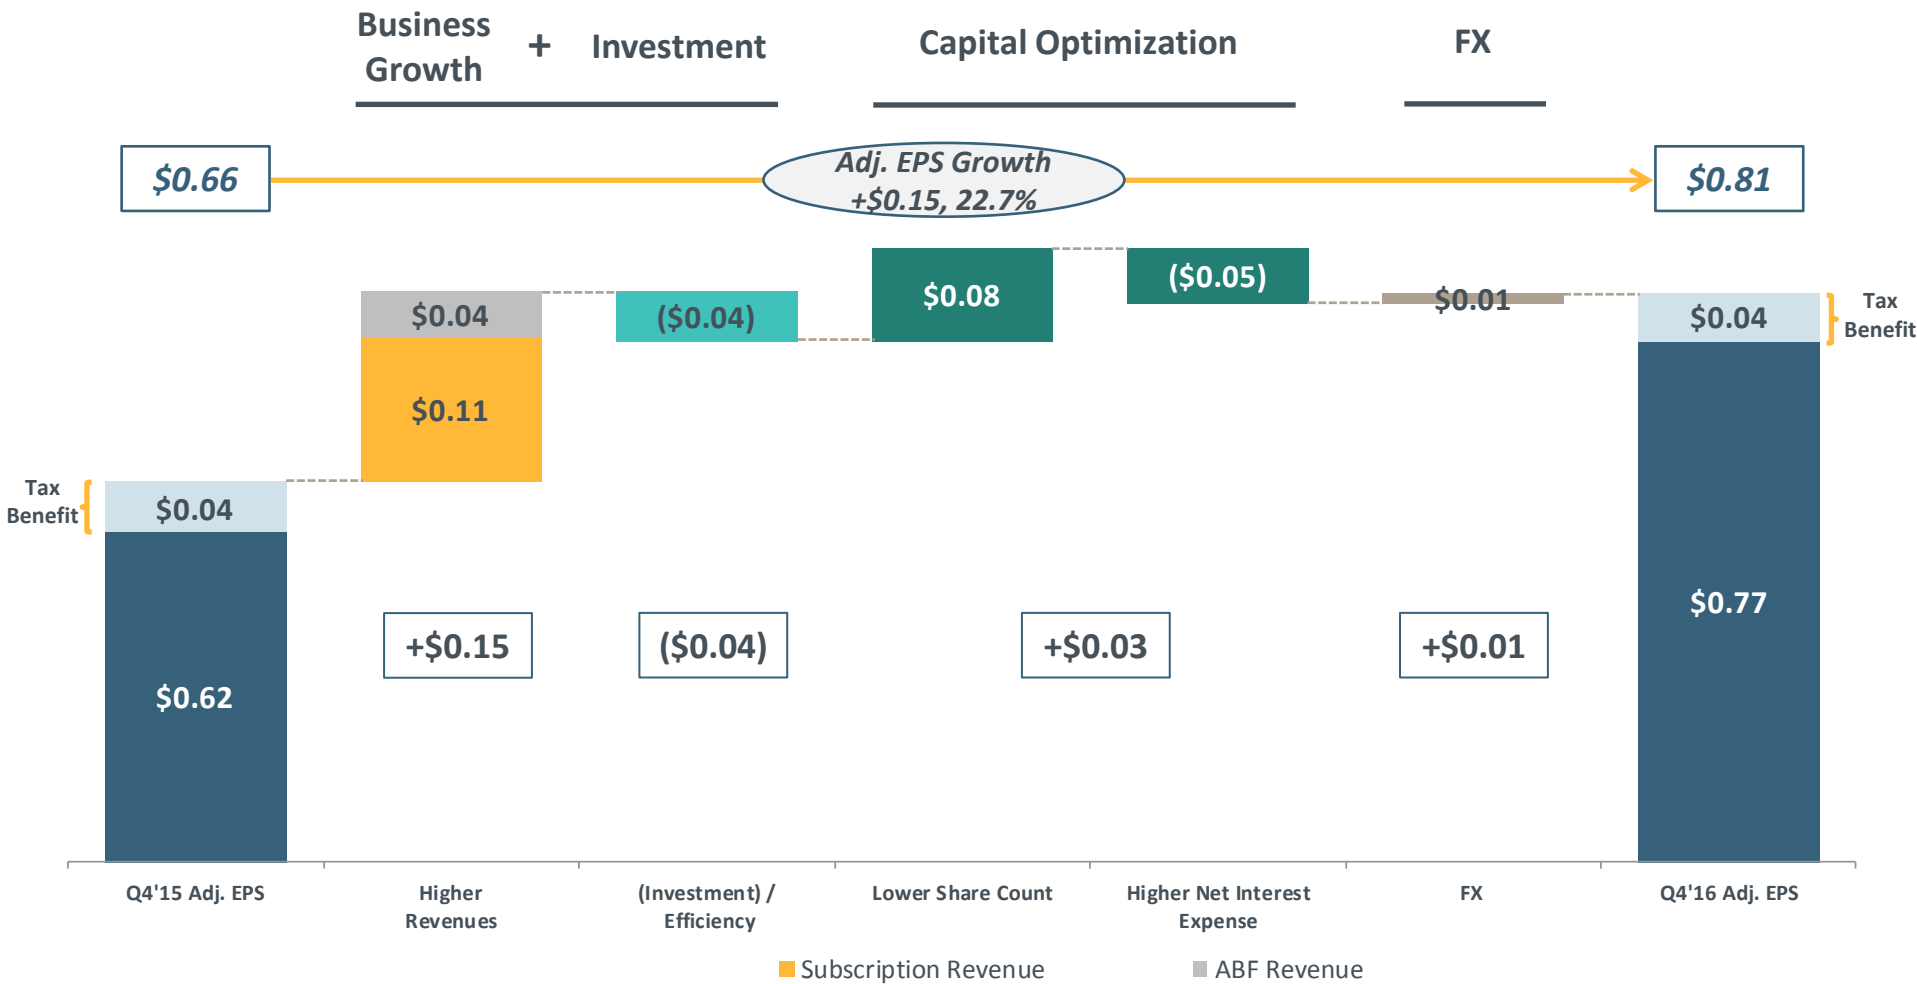 Business
Growth
+
Investment
Capital Optimization
FX
$0.66
Adj. EPS Growth
+$0.15, 22.7%
$0.81
$0.04
$0.11
($0.04)
$0.08
($0.05)
$0.01
$0.04
Tax
Benefit
Tax
Benefit
$0.04
$0.62
+$0.15
($0.04)
+$0.03
+$0.01
$0.77
Q4'15 Adj. EPS
Higher
Revenues
(Investment) /
Efficiency
Lower Share Count
Higher Net Interest
Expense
FX
Q4'16 Adj. EPS
Subscription Revenue
ABF Revenue